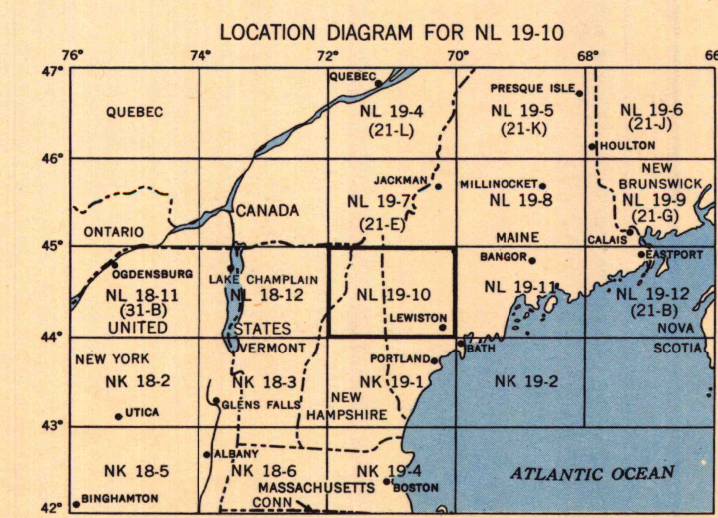 LOCATION DIAGRAM FOR NL 19-10
76° 74° 72° 70° 68° 66
47°
QUEBEC
PRESQUE ISLE
QUEBEC
NL 19-4
(21-L)
NL 19-5
(21-K)
NL 19-6
(21-J)
46°
HOULTON
JACKMAN
MILLINOCKET
NEW
BRUNSWICK
NL 19-7
(21-E)
NL 19-8
NL 19-9
(21-G)
CANADA
ONTARIO
MAINE
CALAIS
45°
BANGOR
EASTPORT
OGDENSBURG
LAKE CHAMPLAIN
NL 18-11
(31-B)
NL 18-12
NL 19-10
NL 19-11
NL 19-12
(21-B)
LEWISTON
UNITED
STATES
NOVA
44°
VERMONT
BATH
SCOTIA
NEW YORK
PORTLAND
NK 18-2
NK 18-3
NK 19-1
NK 19-2
UTICA
GLENS FALLS
NEW
HAMPSHIRE
43°
ALBANY
NK 18-5
NK 18-6
NK 19-4
ATLANTIC OCEAN
MASSACHUSETTS
BOSTON
BINGHAMTON
CONN
42°